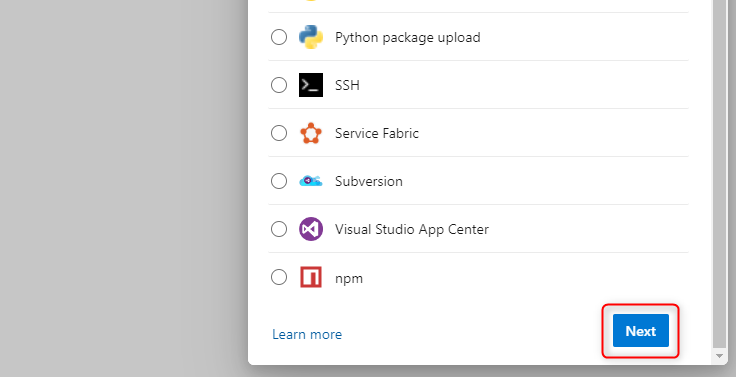 Python package upload
SSH
Service Fabric
Subversion
Visual Studio App Center
npm
Learn more
Next